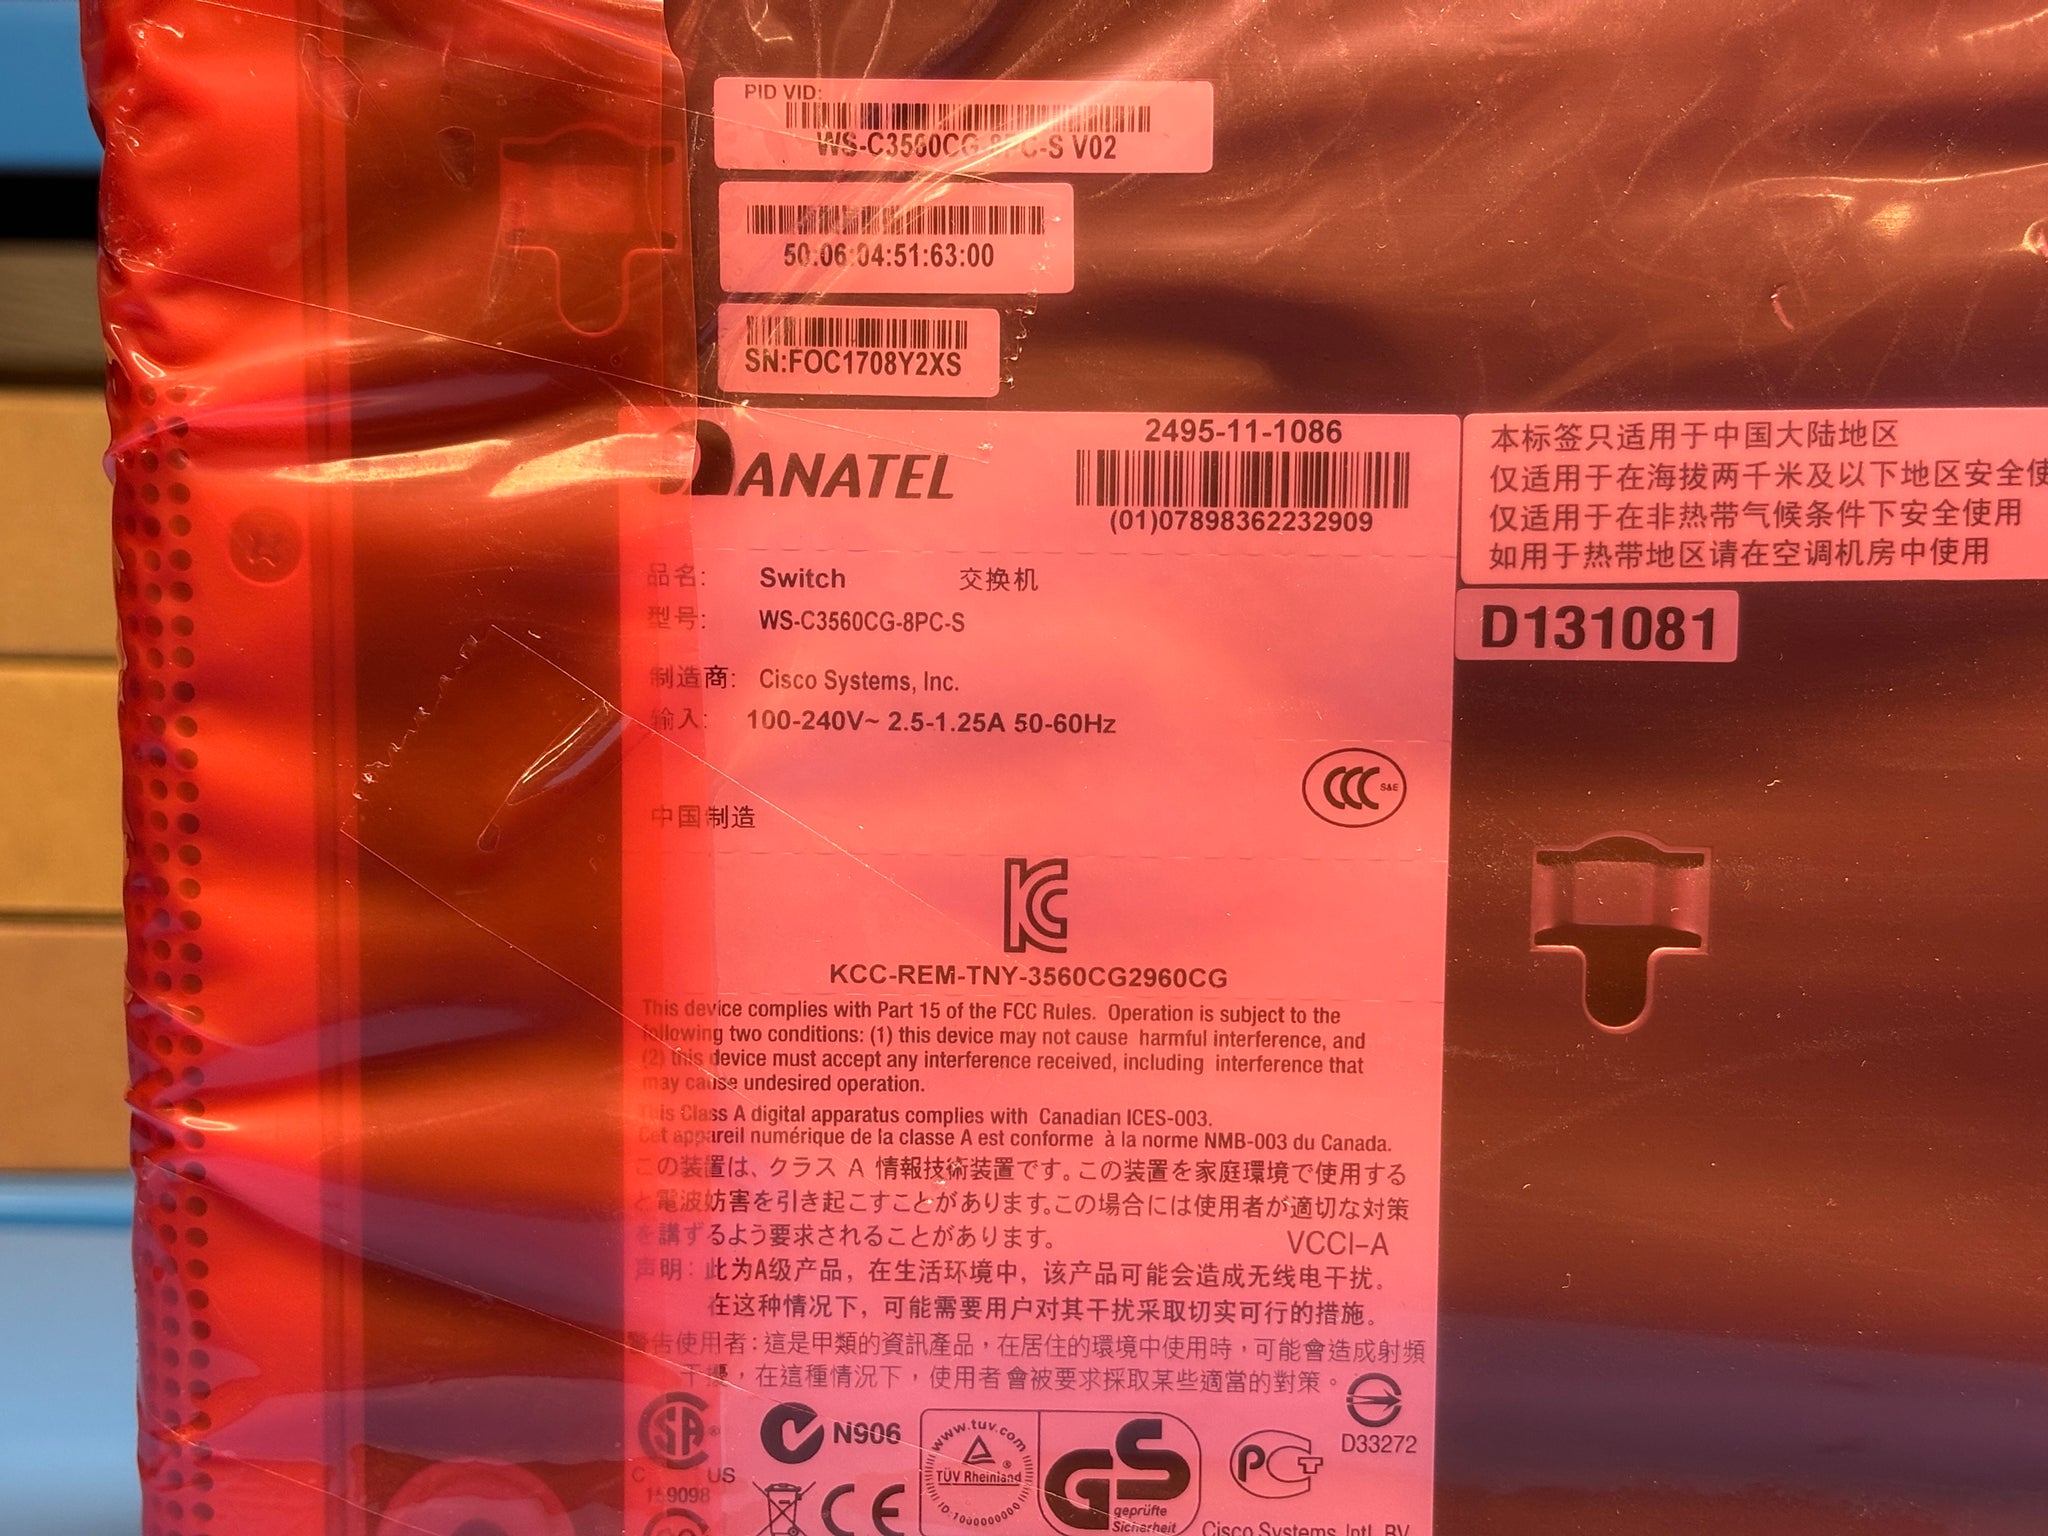 PID VID:
WS-C3560CG-8PC-S V02
50:06:04:51:63:00
SN:FOC1708Y2XS
ANATEL
2495-11-1086
(01)07898362232909
本标签只适用于中国大陆地区
仅适用于在海拔两千米及以下地区安全使
仅适用于在非热带气候条件下安全使用
如用于热带地区请在空调机房中使用
D131081
品名: Switch 交换机
型号: WS-C3560CG-8PC-S
制造商: Cisco Systems, Inc.
输入: 100-240V~ 2.5-1.25A 50-60Hz
CCC S&E
中国制造
KC
KCC-REM-TNY-3560CG2960CG
This device complies with Part 15 of the FCC Rules. Operation is subject to the
following two conditions: (1) this device may not cause harmful interference, and
(2) this device must accept any interference received, including interference that
may cause undesired operation.
This Class A digital apparatus complies with Canadian ICES-003.
Cet appareil numérique de la classe A est conforme à la norme NMB-003 du Canada.
この装置は、クラス A 情報技術装置です。この装置を家庭環境で使用する
と電波妨害を引き起こすことがあります。この場合には使用者が適切な対策
を講ずるよう要求されることがあります。 VCCI-A
声明: 此为A级产品，在生活环境中，该产品可能会造成无线电干扰。
在这种情况下，可能需要用户对其干扰采取切实可行的措施。
警告使用者：這是甲類的資訊產品，在居住的環境中使用時，可能會造成射頻
干擾，在這種情況下，使用者會被要求採取某些適當的對策。
SA ® C US
N906
www.tuv.com
TÜV Rheinland ®
ID:1000000000
GS geprüfte
Sicherheit
PCT
D33272
CE
Cisco Systems Intl BV